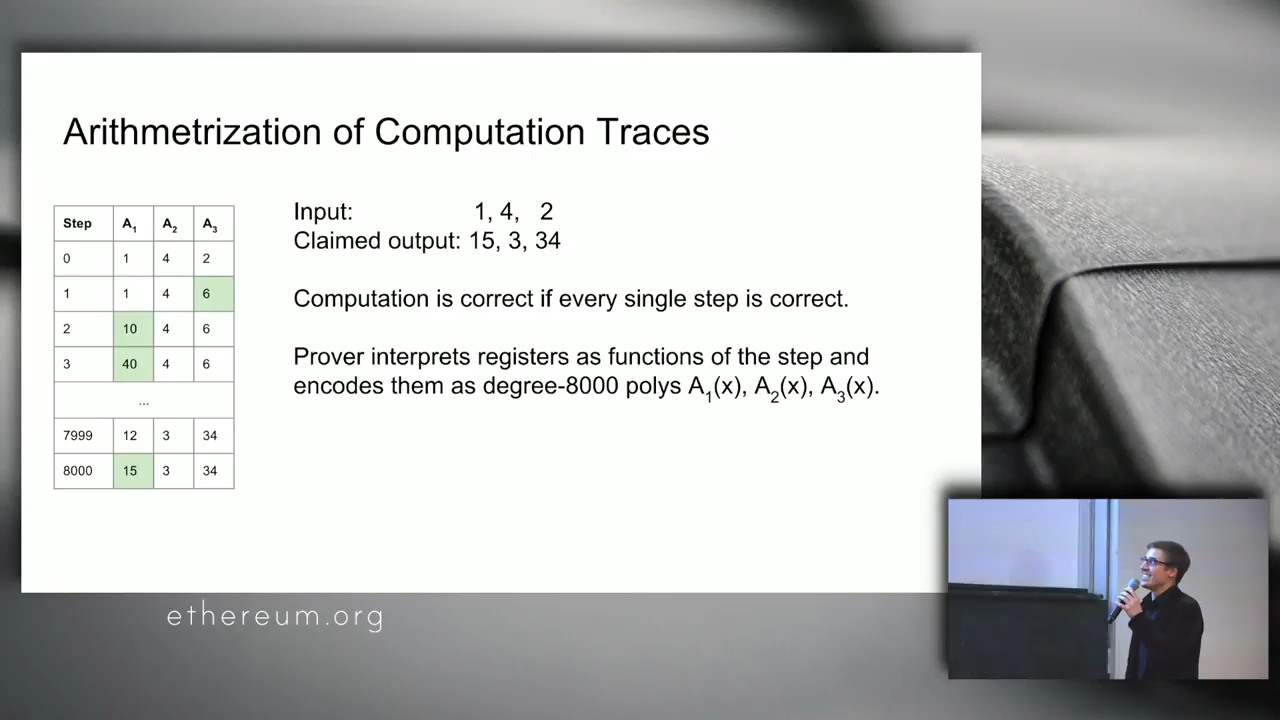 Arithmetrization of Computation Traces
Step A1 A2 A3
0 1 4 2
1 1 4 6
2 10 4 6
3 40 4 6
...
7999 12 3 34
8000 15 3 34
Input: 1, 4, 2
Claimed output: 15, 3, 34
Computation is correct if every single step is correct.
Prover interprets registers as functions of the step and
encodes them as degree-8000 polys A1(x), A2(x), A3(x).
ethereum.org